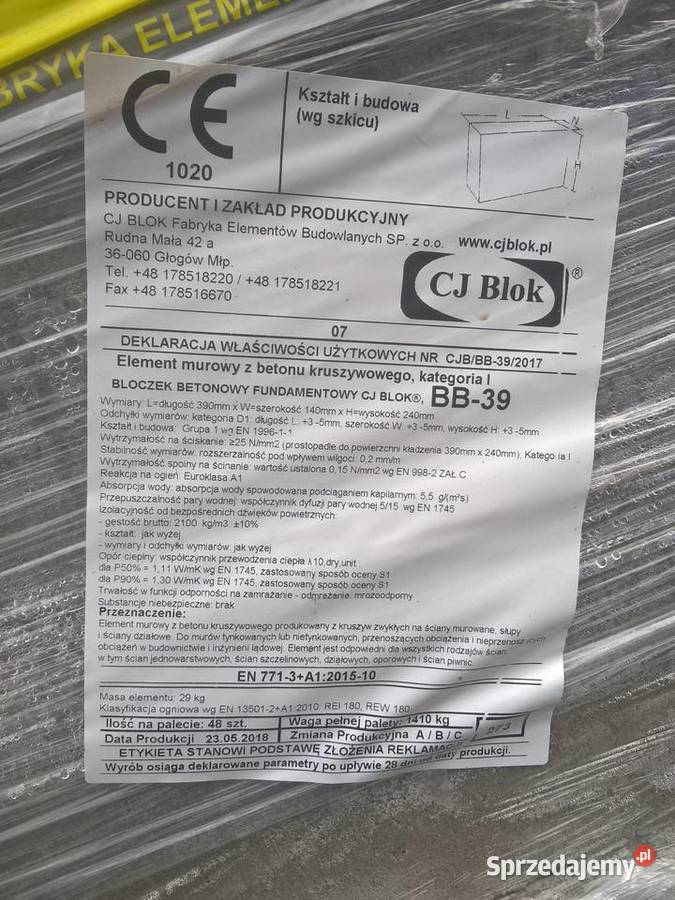 FABRYKA ELEMEN
CE
1020
Kształt i budowa
(wg szkicu)
L
N
H
PRODUCENT I ZAKŁAD PRODUKCYJNY
CJ BLOK Fabryka Elementów Budowlanych SP. z o.o. www.cjblok.pl
Rudna Mała 42 a
36-060 Głogów Młp.
Tel. +48 178518220 / +48 178518221
Fax +48 178516670
CJ Blok ®
07
DEKLARACJA WŁAŚCIWOŚCI UŻYTKOWYCH NR CJB/BB-39/2017
Element murowy z betonu kruszywowego, kategoria I
BLOCZEK BETONOWY FUNDAMENTOWY CJ BLOK®, BB-39
Wymiary: L=długość 390mm x W=szerokość 140mm x H=wysokość 240mm
Odchyłki wymiarów: kategoria D1: długość L: +3 -5mm, szerokość W: +3 -5mm, wysokość H: +3 -5mm
Kształt i budowa: Grupa 1 wg EN 1996-1-1
Wytrzymałość na ściskanie: ≥25 N/mm2 (prostopadle do powierzchni kładzenia 390mm x 240mm), Katego ia I
Stabilność wymiarów: rozszerzalność pod wpływem wilgoci: 0,2 mm/m
Wytrzymałość spoiny na ścinanie: wartość ustalona 0,15 N/mm2 wg EN 998-2 ZAŁ.C
Reakcja na ogień: Euroklasa A1
Absorpcja wody: absorpcja wody spowodowana podciąganiem kapilarnym: 5,5 g/(m²s)
Przepuszczalność pary wodnej: współczynnik dyfuzji pary wodnej 5/15 wg EN 1745
Izolacyjność od bezpośrednich dźwięków powietrznych:
- gęstość brutto: 2100 kg/m3 ±10%
- kształt: jak wyżej
- wymiary i odchyłki wymiarów: jak wyżej
Opór cieplny: współczynnik przewodzenia ciepła λ10,dry,unit
dla P50% = 1,11 W/mK wg EN 1745, zastosowany sposób oceny S1
dla P90% = 1,30 W/mK wg EN 1745, zastosowany sposób oceny S1
Trwałość w funkcji odporności na zamrażanie - odmrażanie: mrozoodporny
Substancje niebezpieczne: brak
Przeznaczenie:
Element murowy z betonu kruszywowego produkowany z kruszyw zwykłych na ściany murowane, słupy
i ściany działowe. Do murów tynkowanych lub nietynkowanych, przenoszących obciążenia i nieprzenoszących
obciążeń w budownictwie i inżynierii lądowej. Element jest odpowiedni dla wszystkich rodzajów ścian,
w tym ścian jednowarstwowych, ścian szczelinowych, działowych, oporowych i ścian piwnic.
EN 771-3+A1:2015-10
Masa elementu: 29 kg
Klasyfikacja ogniowa wg EN 13501-2+A1:2010: REI 180, REW 180
Ilość na palecie: 48 szt. Waga pełnej palety: 1410 kg
Data Produkcji 23.05.2018 Zmiana Produkcyjna A / B / C 2/3
ETYKIETA STANOWI PODSTAWĘ ZŁOŻENIA REKLAMAC
Wyrób osiąga deklarowane parametry po upływie 28 dni od daty produkcji.
Sprzedajemy.pl